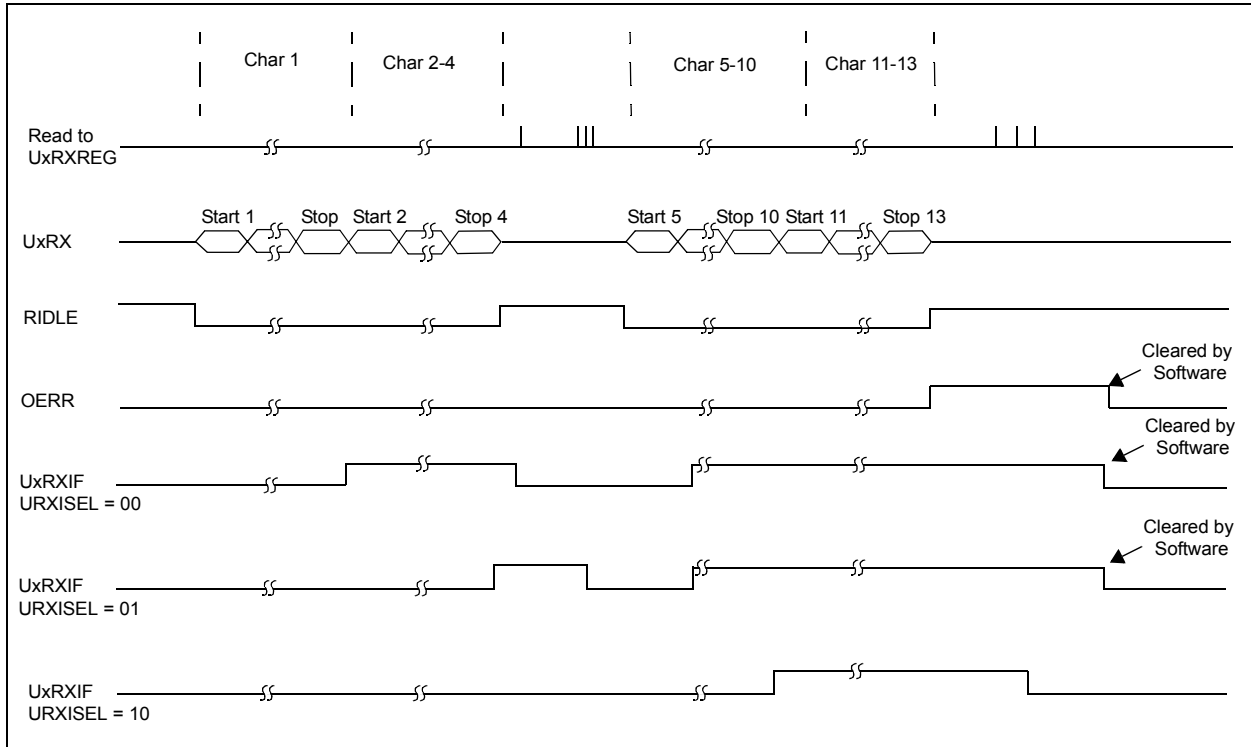 Char 1
Char 2-4
Char 5-10
Char 11-13
Read to
UxRXREG
Start 1
Stop
Start 2
Stop 4
Start 5
Stop 10
Start 11
Stop 13
UxRX
RIDLE
Cleared by
Software
OERR
Cleared by
Software
UxRXIF
URXISEL = 00
Cleared by
Software
UxRXIF
URXISEL = 01
UxRXIF
URXISEL = 10